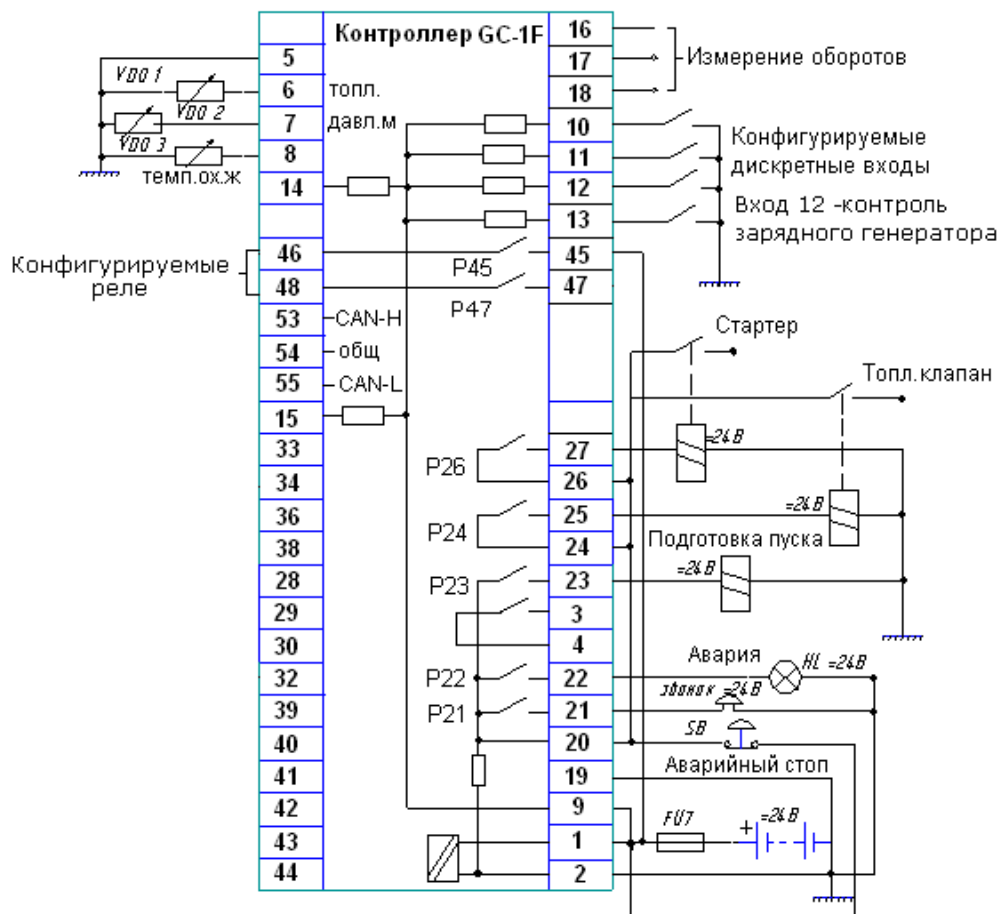 Контроллер GC-1F
16
5
17
Измерение оборотов
VDO 1
6
топл.
18
VDO 2
7
давл.м
10
Конфигурируемые
дискретные входы
VDO 3
8
11
темп.ох.ж
14
12
Вход 12 -контроль
зарядного генератора
13
Конфигурируемые
реле
46
P45
45
48
P47
47
53
CAN-H
Стартер
54
общ
55
CAN-L
Топл.клапан
15
33
27
=24В
P26
34
26
36
25
=24В
P24
38
24
Подготовка пуска
28
P23
23
=24В
29
3
30
4
Авария
32
P22
22
HL =24В
звонок =24В
39
P21
21
SB
40
20
Аварийный стоп
41
19
42
9
FU7
=24В
43
1
+
44
2